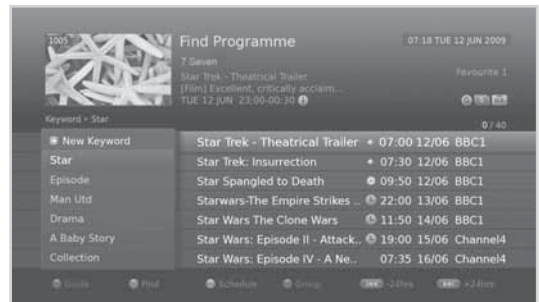 1005
Find Programme
07:18 TUE 12 JUN 2009
7 Seven
Star Trek - Theatrical Trailer
Favourite 1
[Film] Excellent, critically acclaim...
TUE 12 JUN 23:00-00:30
Keyword • Star
0 / 40
New Keyword
Star
Episode
Man Utd
Drama
A Baby Story
Collection
Star Trek - Theatrical Trailer 07:00 12/06 BBC1
Star Trek: Insurrection 07:30 12/06 BBC1
Star Spangled to Death 09:50 12/06 BBC1
Starwars-The Empire Strikes .. 22:00 13/06 BBC1
Star Wars The Clone Wars 11:50 14/06 BBC1
Star Wars: Episode II - Attack.. 19:00 15/06 Channel4
Star Wars: Episode IV - A Ne.. 07:35 16/06 Channel4
Guide Find Schedule Group -24hrs +24hrs